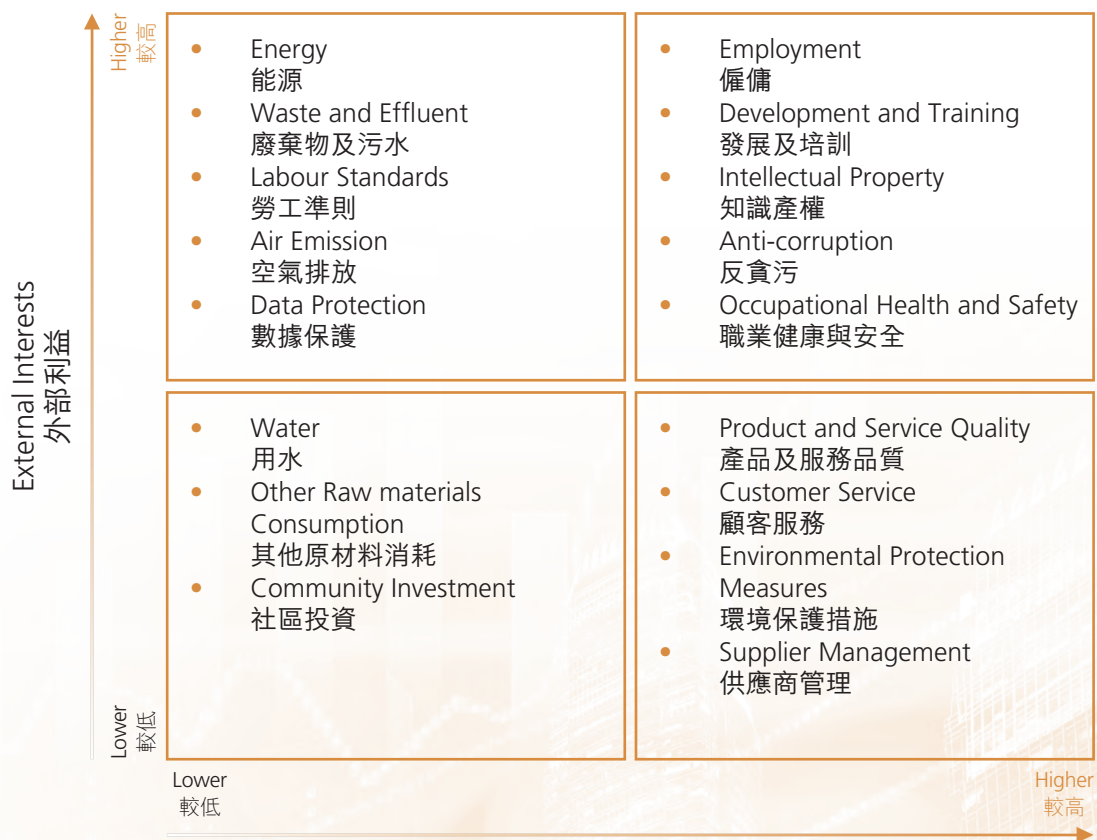 External Interests
外部利益
Higher
較高
Lower
較低
• Energy
能源
• Waste and Effluent
廢棄物及污水
• Labour Standards
勞工準則
• Air Emission
空氣排放
• Data Protection
數據保護
• Employment
僱傭
• Development and Training
發展及培訓
• Intellectual Property
知識產權
• Anti-corruption
反貪污
• Occupational Health and Safety
職業健康與安全
• Water
用水
• Other Raw materials
Consumption
其他原材料消耗
• Community Investment
社區投資
• Product and Service Quality
產品及服務品質
• Customer Service
顧客服務
• Environmental Protection
Measures
環境保護措施
• Supplier Management
供應商管理
Lower
較低
Higher
較高